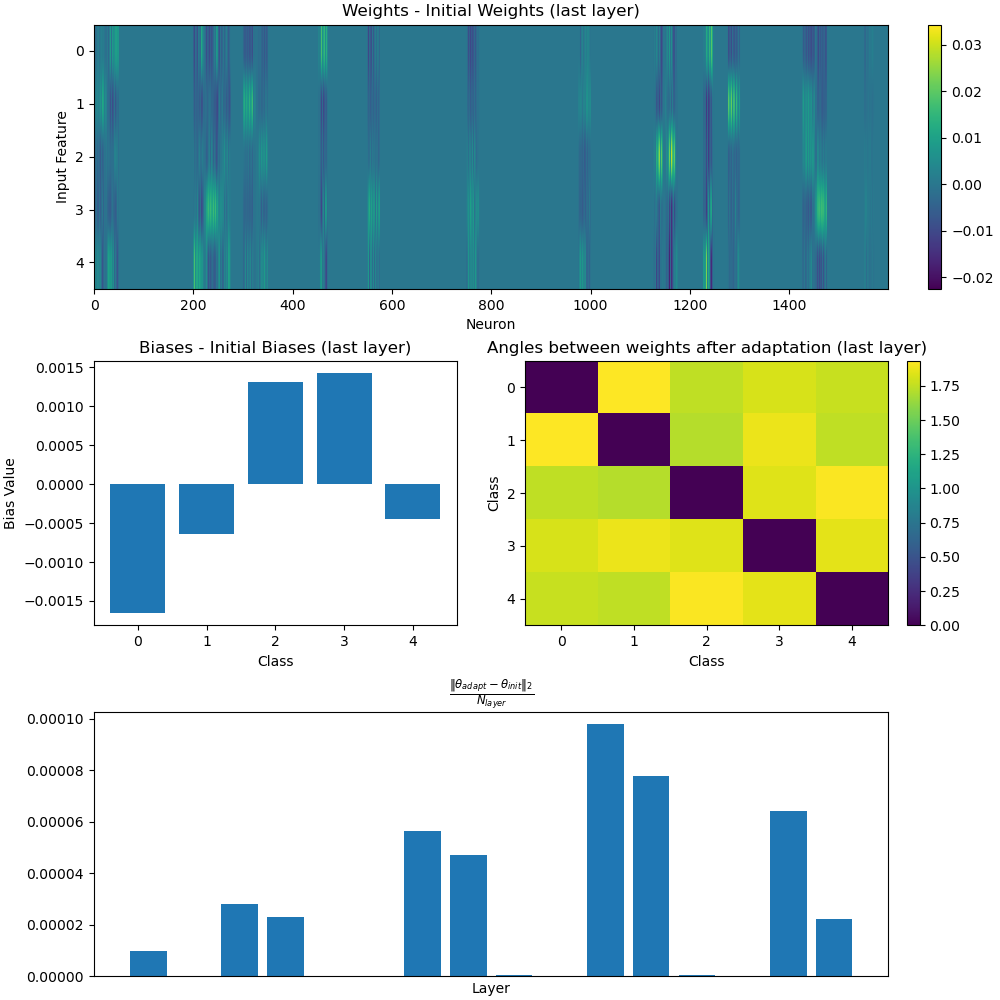 Weights - Initial Weights (last layer)
Input Feature
0
1
2
3
4
0 200 400 600 800 1000 1200 1400
Neuron
0.03
0.02
0.01
0.00
−0.01
−0.02
Biases - Initial Biases (last layer)
Bias Value
0.0015
0.0010
0.0005
0.0000
−0.0005
−0.0010
−0.0015
0 1 2 3 4
Class
Angles between weights after adaptation (last layer)
Class
0
1
2
3
4
0 1 2 3 4
Class
1.75
1.50
1.25
1.00
0.75
0.50
0.25
0.00
‖θadapt − θinit‖2
Nlayer
0.00010
0.00008
0.00006
0.00004
0.00002
0.00000
Layer